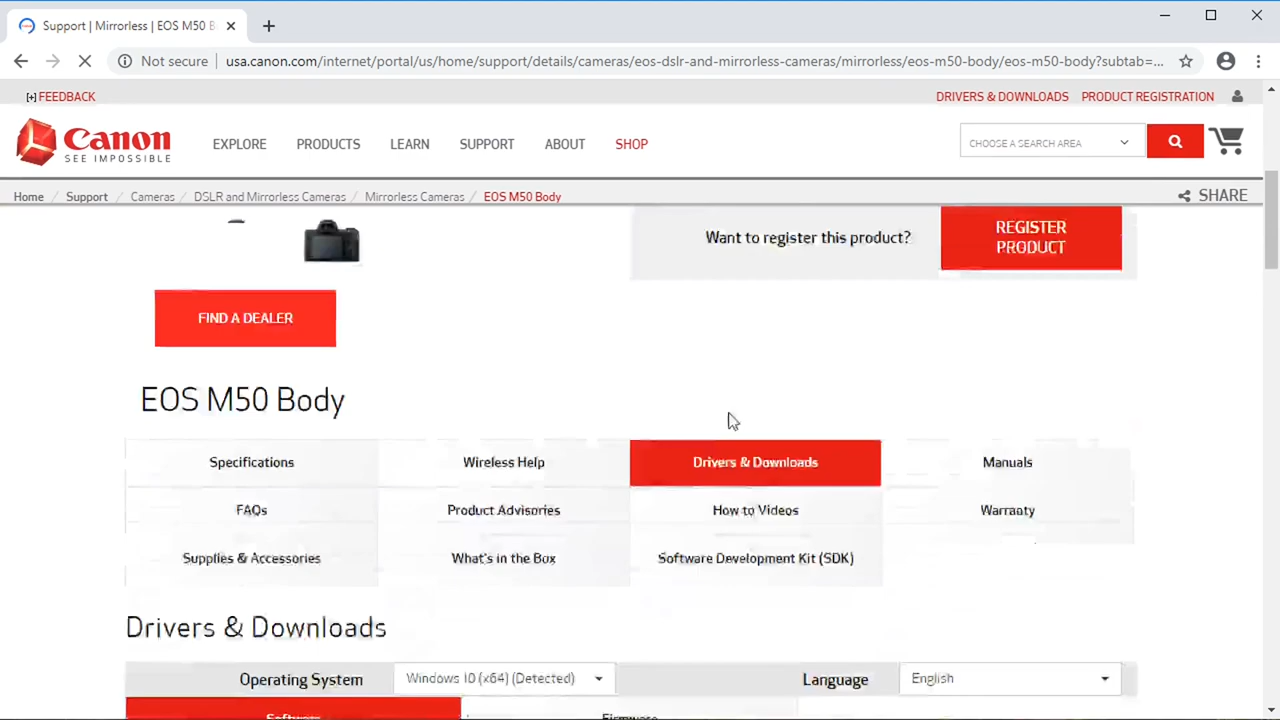 Support | Mirrorless | EOS M50 B
Not secure
usa.canon.com/internet/portal/us/home/support/details/cameras/eos-dslr-and-mirrorless-cameras/mirrorless/eos-m50-body/eos-m50-body?subtab=...
[+] FEEDBACK
DRIVERS & DOWNLOADS PRODUCT REGISTRATION
Canon
SEE IMPOSSIBLE
EXPLORE PRODUCTS LEARN SUPPORT ABOUT SHOP
CHOOSE A SEARCH AREA
Home / Support / Cameras / DSLR and Mirrorless Cameras / Mirrorless Cameras / EOS M50 Body
SHARE
Want to register this product?
REGISTER
PRODUCT
FIND A DEALER
EOS M50 Body
Specifications Wireless Help Drivers & Downloads Manuals
FAQs Product Advisories How to Videos Warranty
Supplies & Accessories What's in the Box Software Development Kit (SDK)
Drivers & Downloads
Operating System Windows 10 (x64) (Detected) Language English
Software Firmware